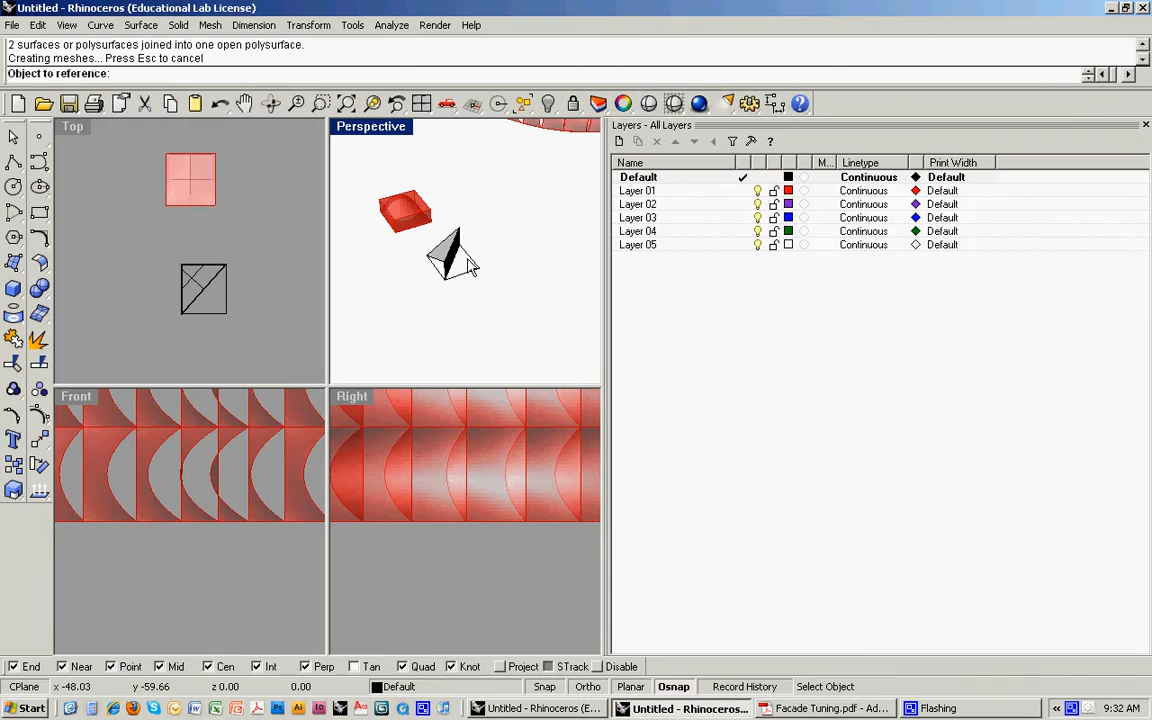 Untitled - Rhinoceros (Educational Lab License)
File Edit View Curve Surface Solid Mesh Dimension Transform Tools Analyze Render Help
2 surfaces or polysurfaces joined into one open polysurface.
Creating meshes... Press Esc to cancel
Object to reference:
Top
Perspective
Front
Right
Layers - All Layers
Name M... Linetype Print Width
Default Continuous Default
Layer 01 Continuous Default
Layer 02 Continuous Default
Layer 03 Continuous Default
Layer 04 Continuous Default
Layer 05 Continuous Default
End Near Point Mid Cen Int Perp Tan Quad Knot Project STrack Disable
CPlane x -48.03 y -59.66 z 0.00 0.00 Default Snap Ortho Planar Osnap Record History Select Object
Start Untitled - Rhinoceros (E... Untitled - Rhinoceros... Facade Tuning.pdf - Ad... Flashing 9:32 AM